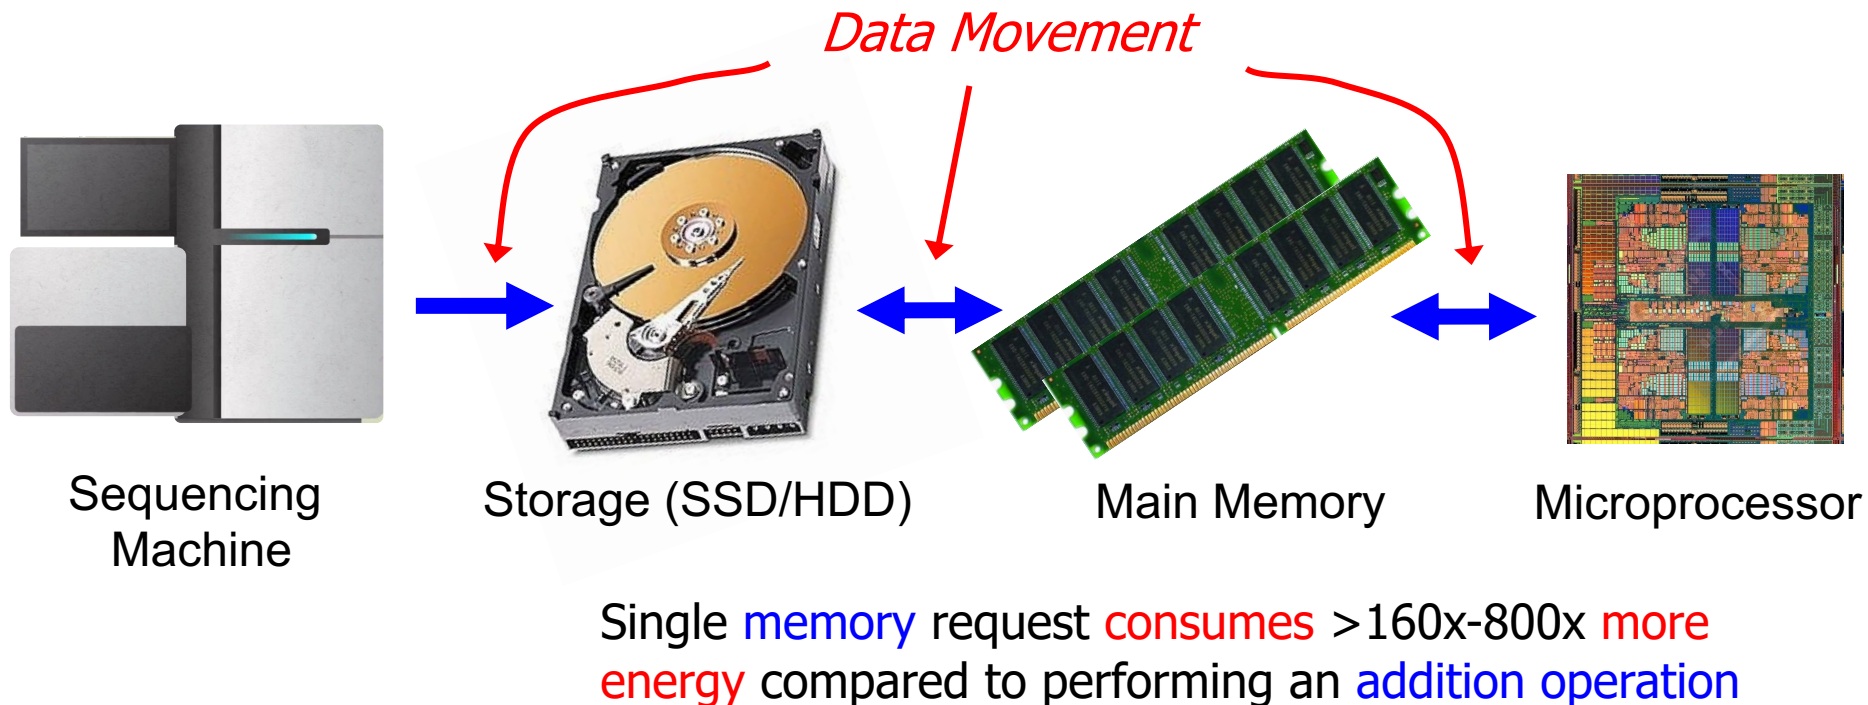 Data Movement
Sequencing
Machine
Storage (SSD/HDD)
Main Memory
Microprocessor
Single memory request consumes >160x-800x more
energy compared to performing an addition operation